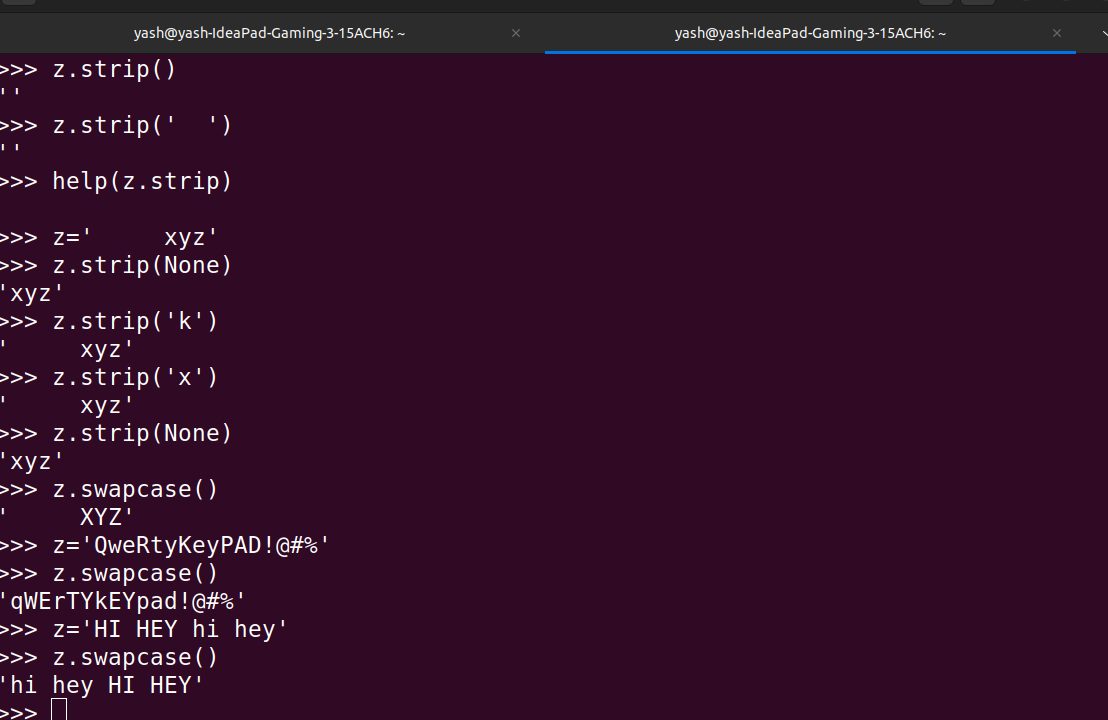 yash@yash-IdeaPad-Gaming-3-15ACH6: ~ × yash@yash-IdeaPad-Gaming-3-15ACH6: ~ ×
>>> z.strip()
''
>>> z.strip('  ')
''
>>> help(z.strip)

>>> z='     xyz'
>>> z.strip(None)
'xyz'
>>> z.strip('k')
'     xyz'
>>> z.strip('x')
'     xyz'
>>> z.strip(None)
'xyz'
>>> z.swapcase()
'     XYZ'
>>> z='QweRtyKeyPAD!@#%'
>>> z.swapcase()
'qWErTYkEYpad!@#%'
>>> z='HI HEY hi hey'
>>> z.swapcase()
'hi hey HI HEY'
>>>